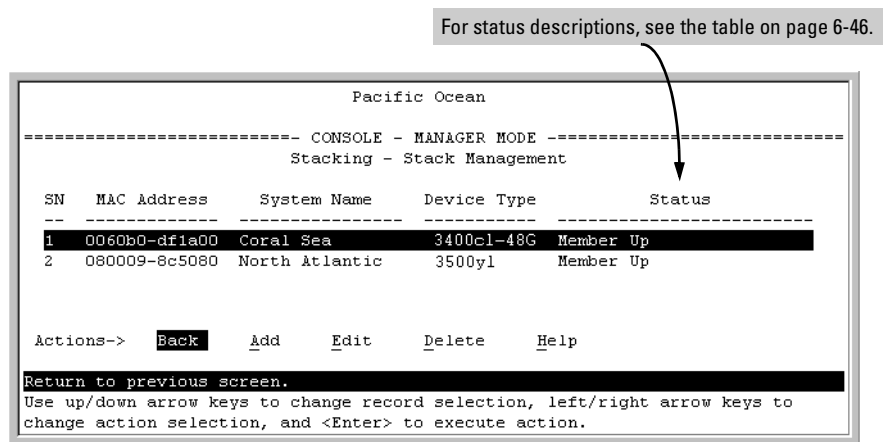 For status descriptions, see the table on page 6-46.
Pacific Ocean
==========================- CONSOLE - MANAGER MODE -============================
Stacking - Stack Management
SN MAC Address System Name Device Type Status
-- ------------- ---------------- ----------- -------------------------
1 0060b0-df1a00 Coral Sea 3400cl-48G Member Up
2 080009-8c5080 North Atlantic 3500yl Member Up
Actions-> Back Add Edit Delete Help
Return to previous screen.
Use up/down arrow keys to change record selection, left/right arrow keys to
change action selection, and <Enter> to execute action.